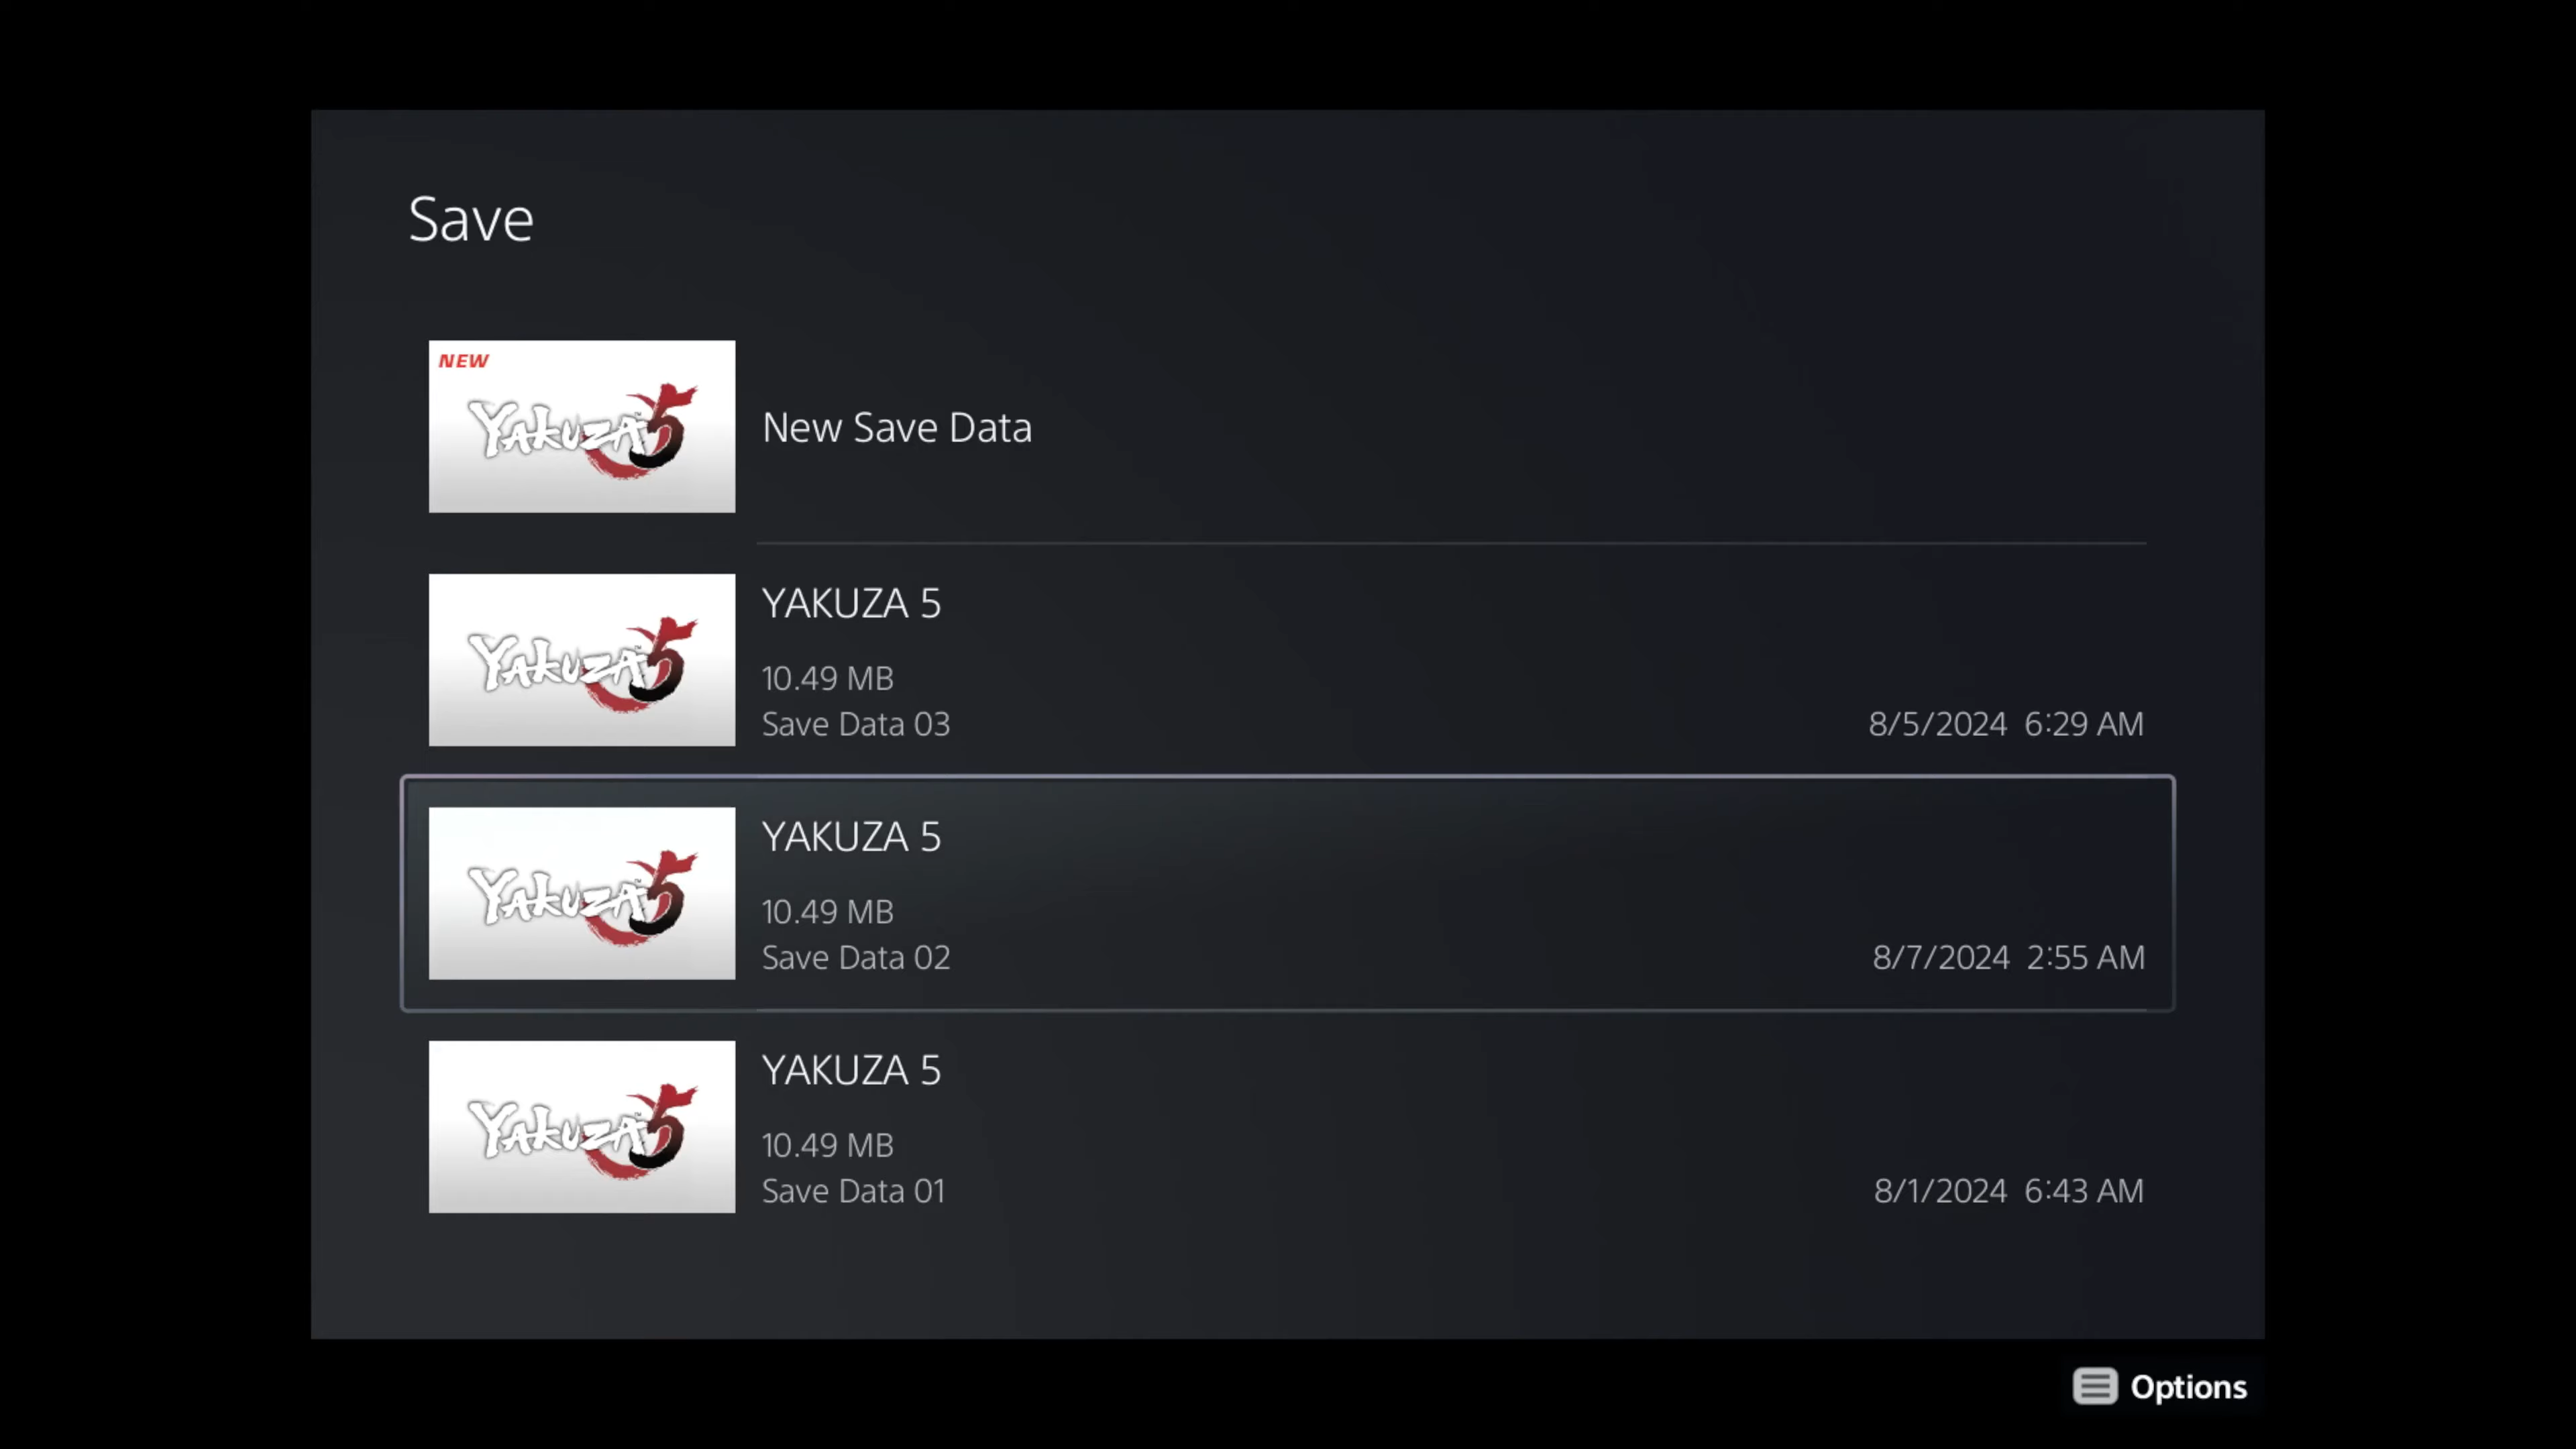 Save
NEW
YAKUZA 5
New Save Data
YAKUZA 5
YAKUZA 5
10.49 MB
Save Data 03
8/5/2024 6:29 AM
YAKUZA 5
YAKUZA 5
10.49 MB
Save Data 02
8/7/2024 2:55 AM
YAKUZA 5
YAKUZA 5
10.49 MB
Save Data 01
8/1/2024 6:43 AM
Options